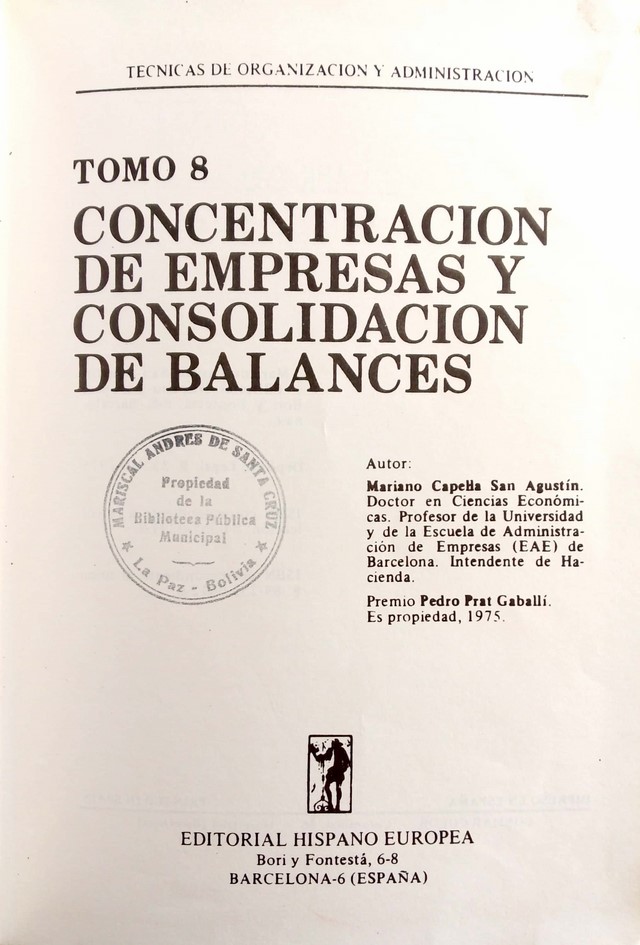 TECNICAS DE ORGANIZACION Y ADMINISTRACION
TOMO 8
CONCENTRACION
DE EMPRESAS Y
CONSOLIDACION
DE BALANCES
MARISCAL ANDRES DE SANTA CRUZ
Propiedad
de la
Biblioteca Pública
Municipal
La Paz - Bolivia
Autor:
Mariano Capella San Agustín.
Doctor en Ciencias Económi-
cas. Profesor de la Universidad
y de la Escuela de Administra-
ción de Empresas (EAE) de
Barcelona. Intendente de Ha-
cienda.
Premio Pedro Prat Gaballí.
Es propiedad, 1975.
EDITORIAL HISPANO EUROPEA
Bori y Fontestá, 6-8
BARCELONA-6 (ESPAÑA)